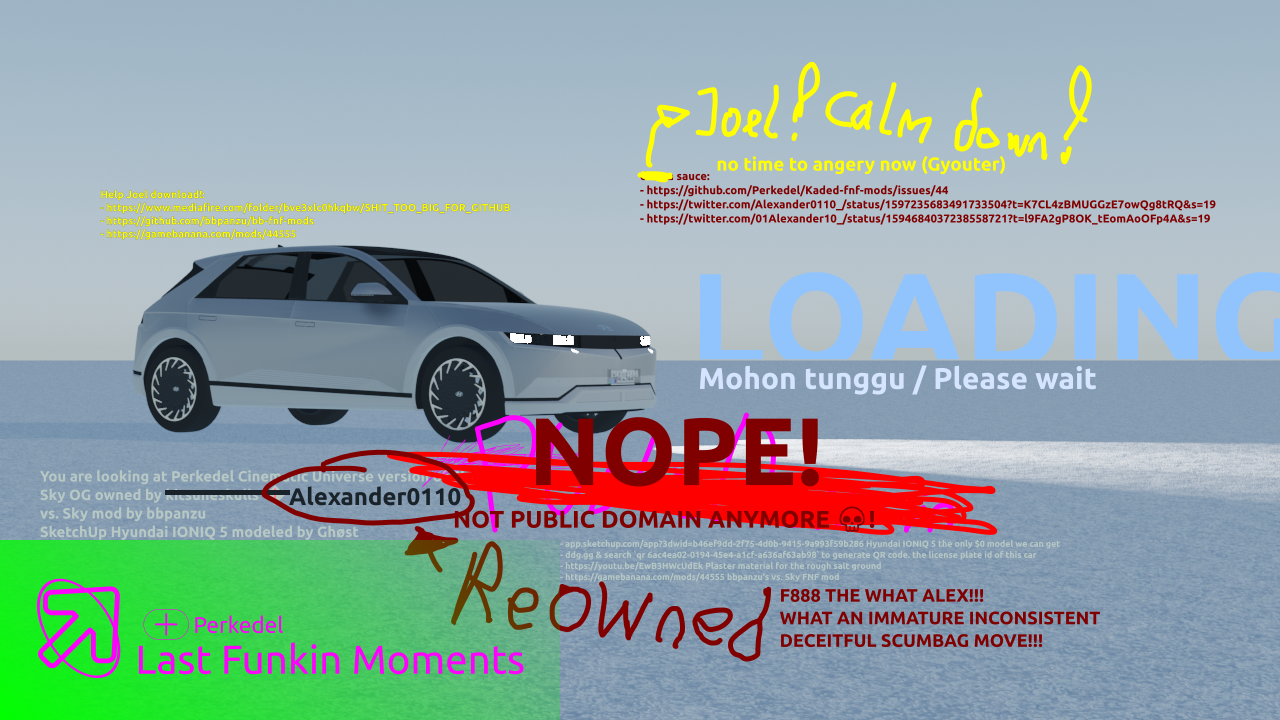 Joel! Calm down!
no time to angery now (Gyouter)
sauce:
- https://github.com/Perkedel/Kaded-fnf-mods/issues/44
- https://twitter.com/Alexander0110_/status/1597235683491733504?t=K7CL4zBMUGGzE7owQg8tRQ&s=19
- https://twitter.com/01Alexander10_/status/1594684037238558721?t=l9FA2gP8OK_tEomAoOFp4A&s=19
Help Joel download!:
- https://www.mediafire.com/folder/bve3xlc0hkghw/SHIT_TOO_BIG_FOR_GITHUB
- https://github.com/bbpanzu/bb-fnf-mods
- https://gamebanana.com/mods/44555
LOADING
Mohon tunggu / Please wait
NOPE!
You are looking at Perkedel Cinematic Universe version
Sky OG owned by
Alexander0110
vs. Sky mod by bbpanzu
SketchUp Hyundai IONIQ 5 modeled by Ghøst
NOT PUBLIC DOMAIN ANYMORE 💀!
- app.sketchup.com/app?3dwid=b46ef9dd-2f75-4d0b-9415-9a993f59b286 Hyundai IONIQ 5 the only $0 model we can get
- ddg.gg & search `qr 6ac4ea02-0194-45e4-a1cf-a636af63ab98` to generate QR code. the license plate id of this car
- https://youtu.be/EwB3HWcUdEk Plaster material for the rough salt ground
- https://gamebanana.com/mods/44555 bbpanzu's vs. Sky FNF mod
Reowned
F888 THE WHAT ALEX!!!
WHAT AN IMMATURE INCONSISTENT
DECEITFUL SCUMBAG MOVE!!!
Perkedel
Last Funkin Moments